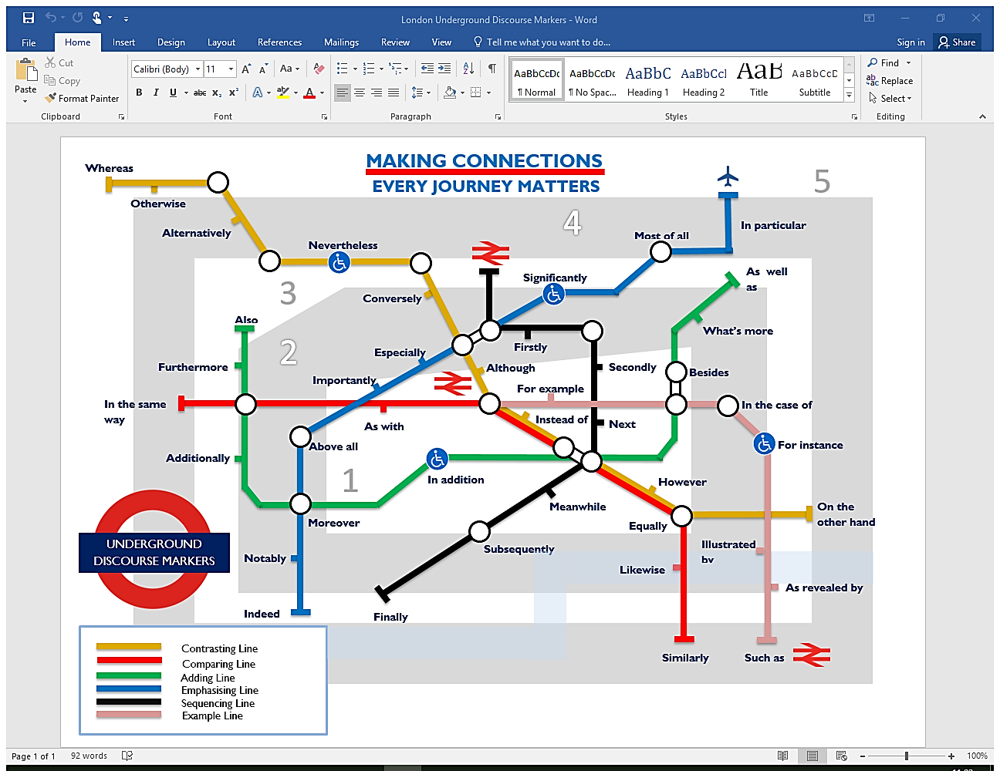 London Underground Discourse Markers - Word
File Home Insert Design Layout References Mailings Review View Tell me what you want to do... Sign in Share
Paste
Cut
Copy
Format Painter
Clipboard
Calibri (Body) 11
Font
Paragraph
AaBbCcDc AaBbCcDc AaBbC AaBbCcI AaB AaBbCcD
¶ Normal ¶ No Spac... Heading 1 Heading 2 Title Subtitle
Styles
Find
Replace
Select
Editing
MAKING CONNECTIONS
EVERY JOURNEY MATTERS
Whereas
Otherwise
Alternatively
Nevertheless
Conversely
Significantly
Most of all
In particular
5
4
3
2
1
As well
as
What's more
Also
Furthermore
Especially
Importantly
Firstly
Although
Secondly
Besides
For example
In the same
way
As with
Instead of
Next
In the case of
Above all
For instance
Additionally
In addition
However
Meanwhile
Moreover
Equally
On the
other hand
UNDERGROUND
DISCOURSE MARKERS
Notably
Subsequently
Illustrated
by
Likewise
As revealed by
Indeed
Finally
Similarly
Such as
Contrasting Line
Comparing Line
Adding Line
Emphasising Line
Sequencing Line
Example Line
Page 1 of 1 92 words 100%